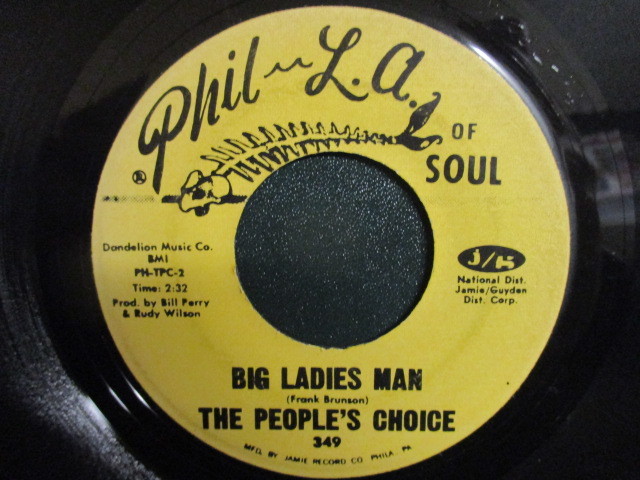 Phil-L.A.
OF
SOUL
®
Dandelion Music Co.
BMI
PH-TPC-2
Time: 2:32
Prod. by Bill Perry
& Rudy Wilson
J/G
National Dist.
Jamie/Guyden
Dist. Corp.
BIG LADIES MAN
(Frank Brunson)
THE PEOPLE'S CHOICE
349
MFG. BY JAMIE RECORD CO. PHILA., PA.